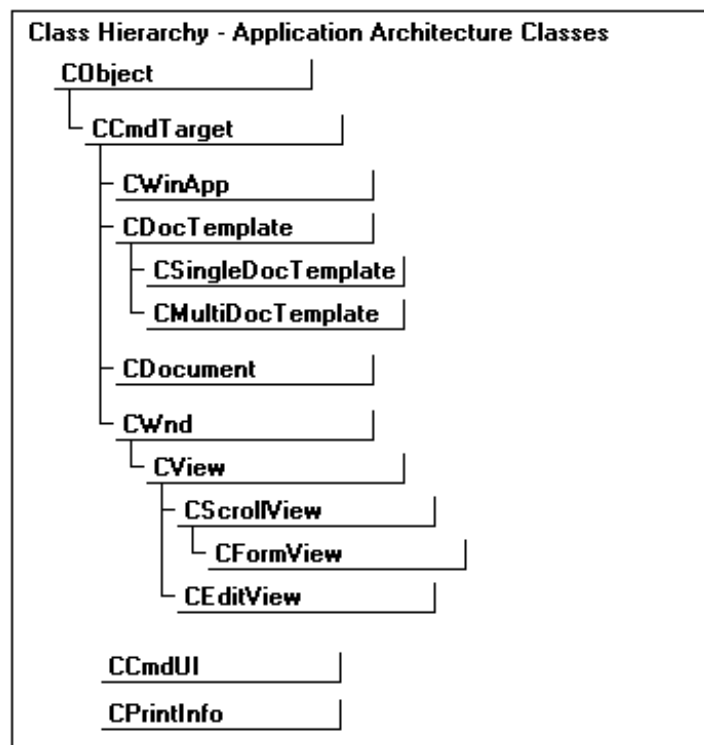 Class Hierarchy - Application Architecture Classes
CObject
CCmdTarget
CWinApp
CDocTemplate
CSingleDocTemplate
CMultiDocTemplate
CDocument
CWnd
CView
CScrollView
CFormView
CEditView
CCmdUI
CPrintInfo